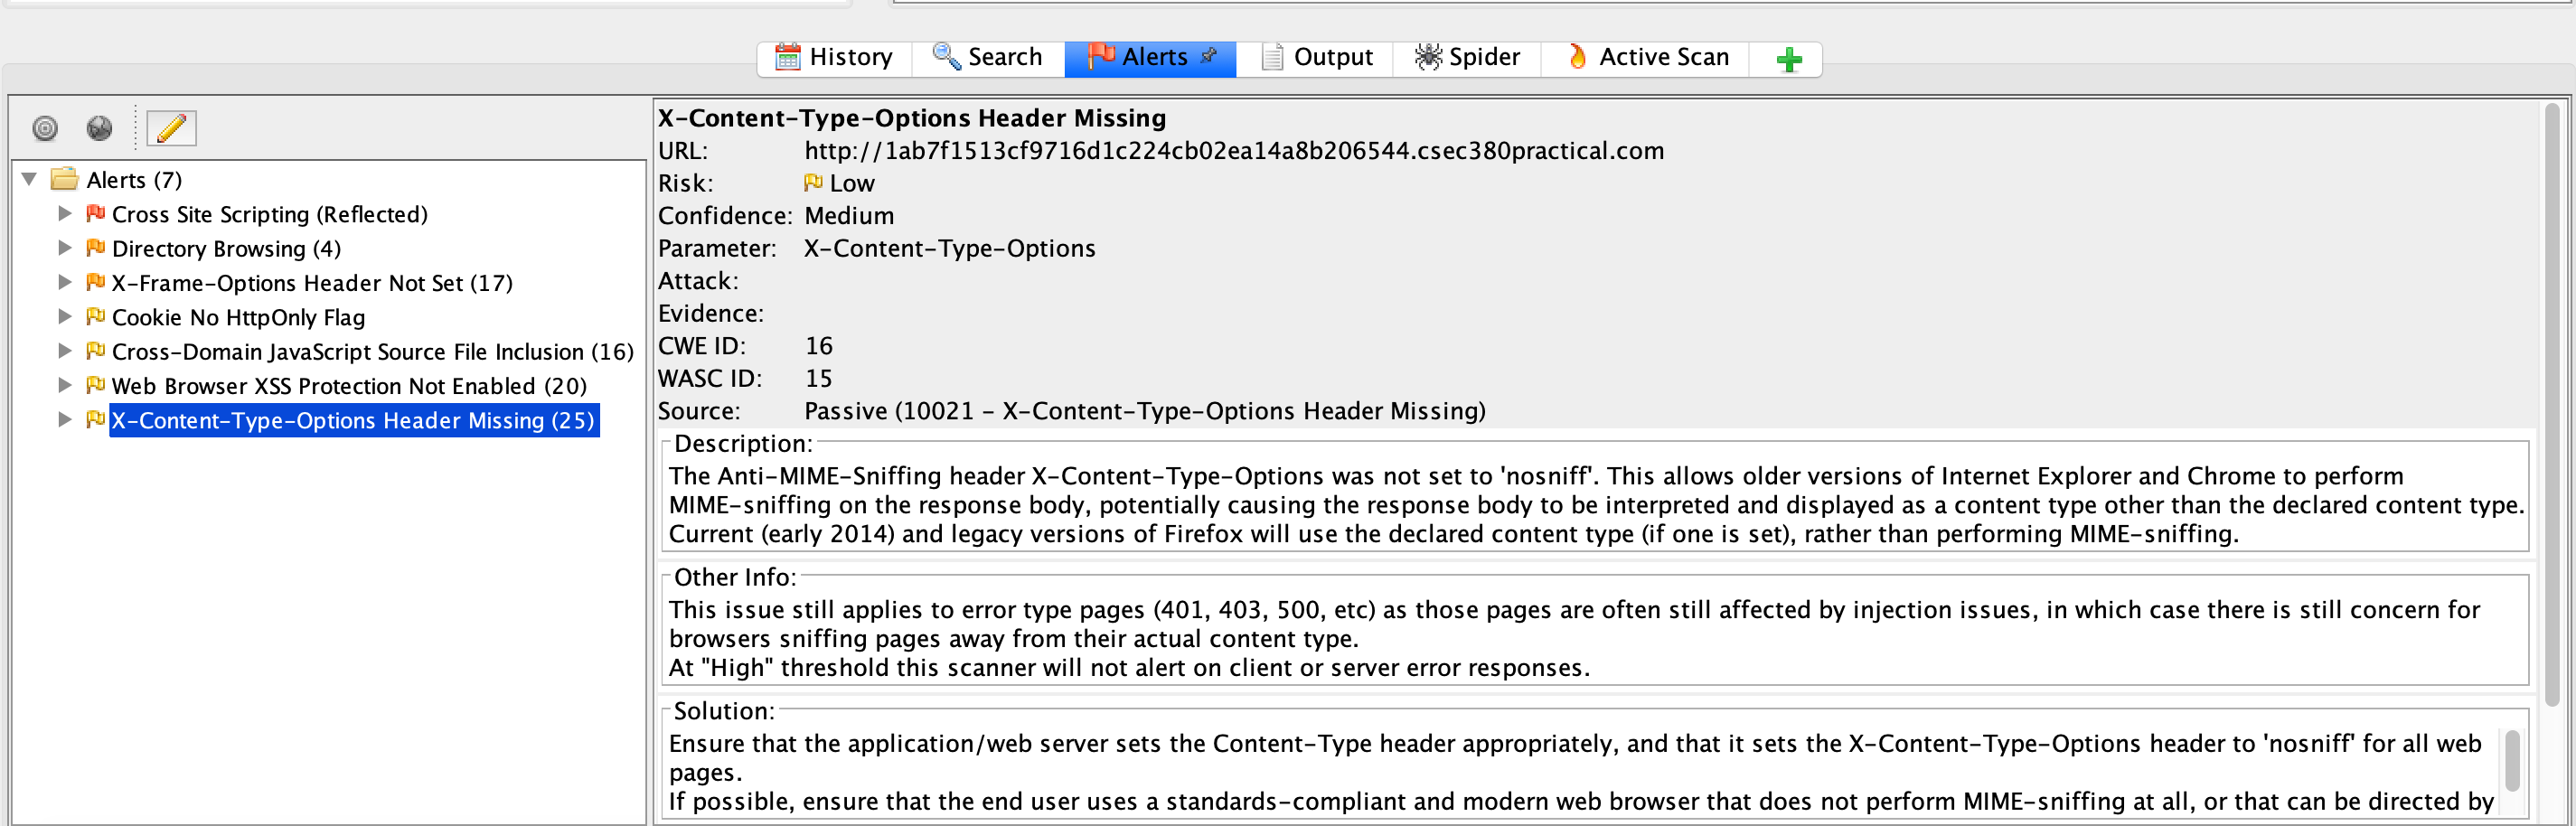 History
Search
Alerts
Output
Spider
Active Scan
Alerts (7)
Cross Site Scripting (Reflected)
Directory Browsing (4)
X-Frame-Options Header Not Set (17)
Cookie No HttpOnly Flag
Cross-Domain JavaScript Source File Inclusion (16)
Web Browser XSS Protection Not Enabled (20)
X-Content-Type-Options Header Missing (25)
X-Content-Type-Options Header Missing
URL: http://1ab7f1513cf9716d1c224cb02ea14a8b206544.csec380practical.com
Risk: Low
Confidence: Medium
Parameter: X-Content-Type-Options
Attack:
Evidence:
CWE ID: 16
WASC ID: 15
Source: Passive (10021 - X-Content-Type-Options Header Missing)
Description:
The Anti-MIME-Sniffing header X-Content-Type-Options was not set to 'nosniff'. This allows older versions of Internet Explorer and Chrome to perform
MIME-sniffing on the response body, potentially causing the response body to be interpreted and displayed as a content type other than the declared content type.
Current (early 2014) and legacy versions of Firefox will use the declared content type (if one is set), rather than performing MIME-sniffing.
Other Info:
This issue still applies to error type pages (401, 403, 500, etc) as those pages are often still affected by injection issues, in which case there is still concern for
browsers sniffing pages away from their actual content type.
At "High" threshold this scanner will not alert on client or server error responses.
Solution:
Ensure that the application/web server sets the Content-Type header appropriately, and that it sets the X-Content-Type-Options header to 'nosniff' for all web
pages.
If possible, ensure that the end user uses a standards-compliant and modern web browser that does not perform MIME-sniffing at all, or that can be directed by